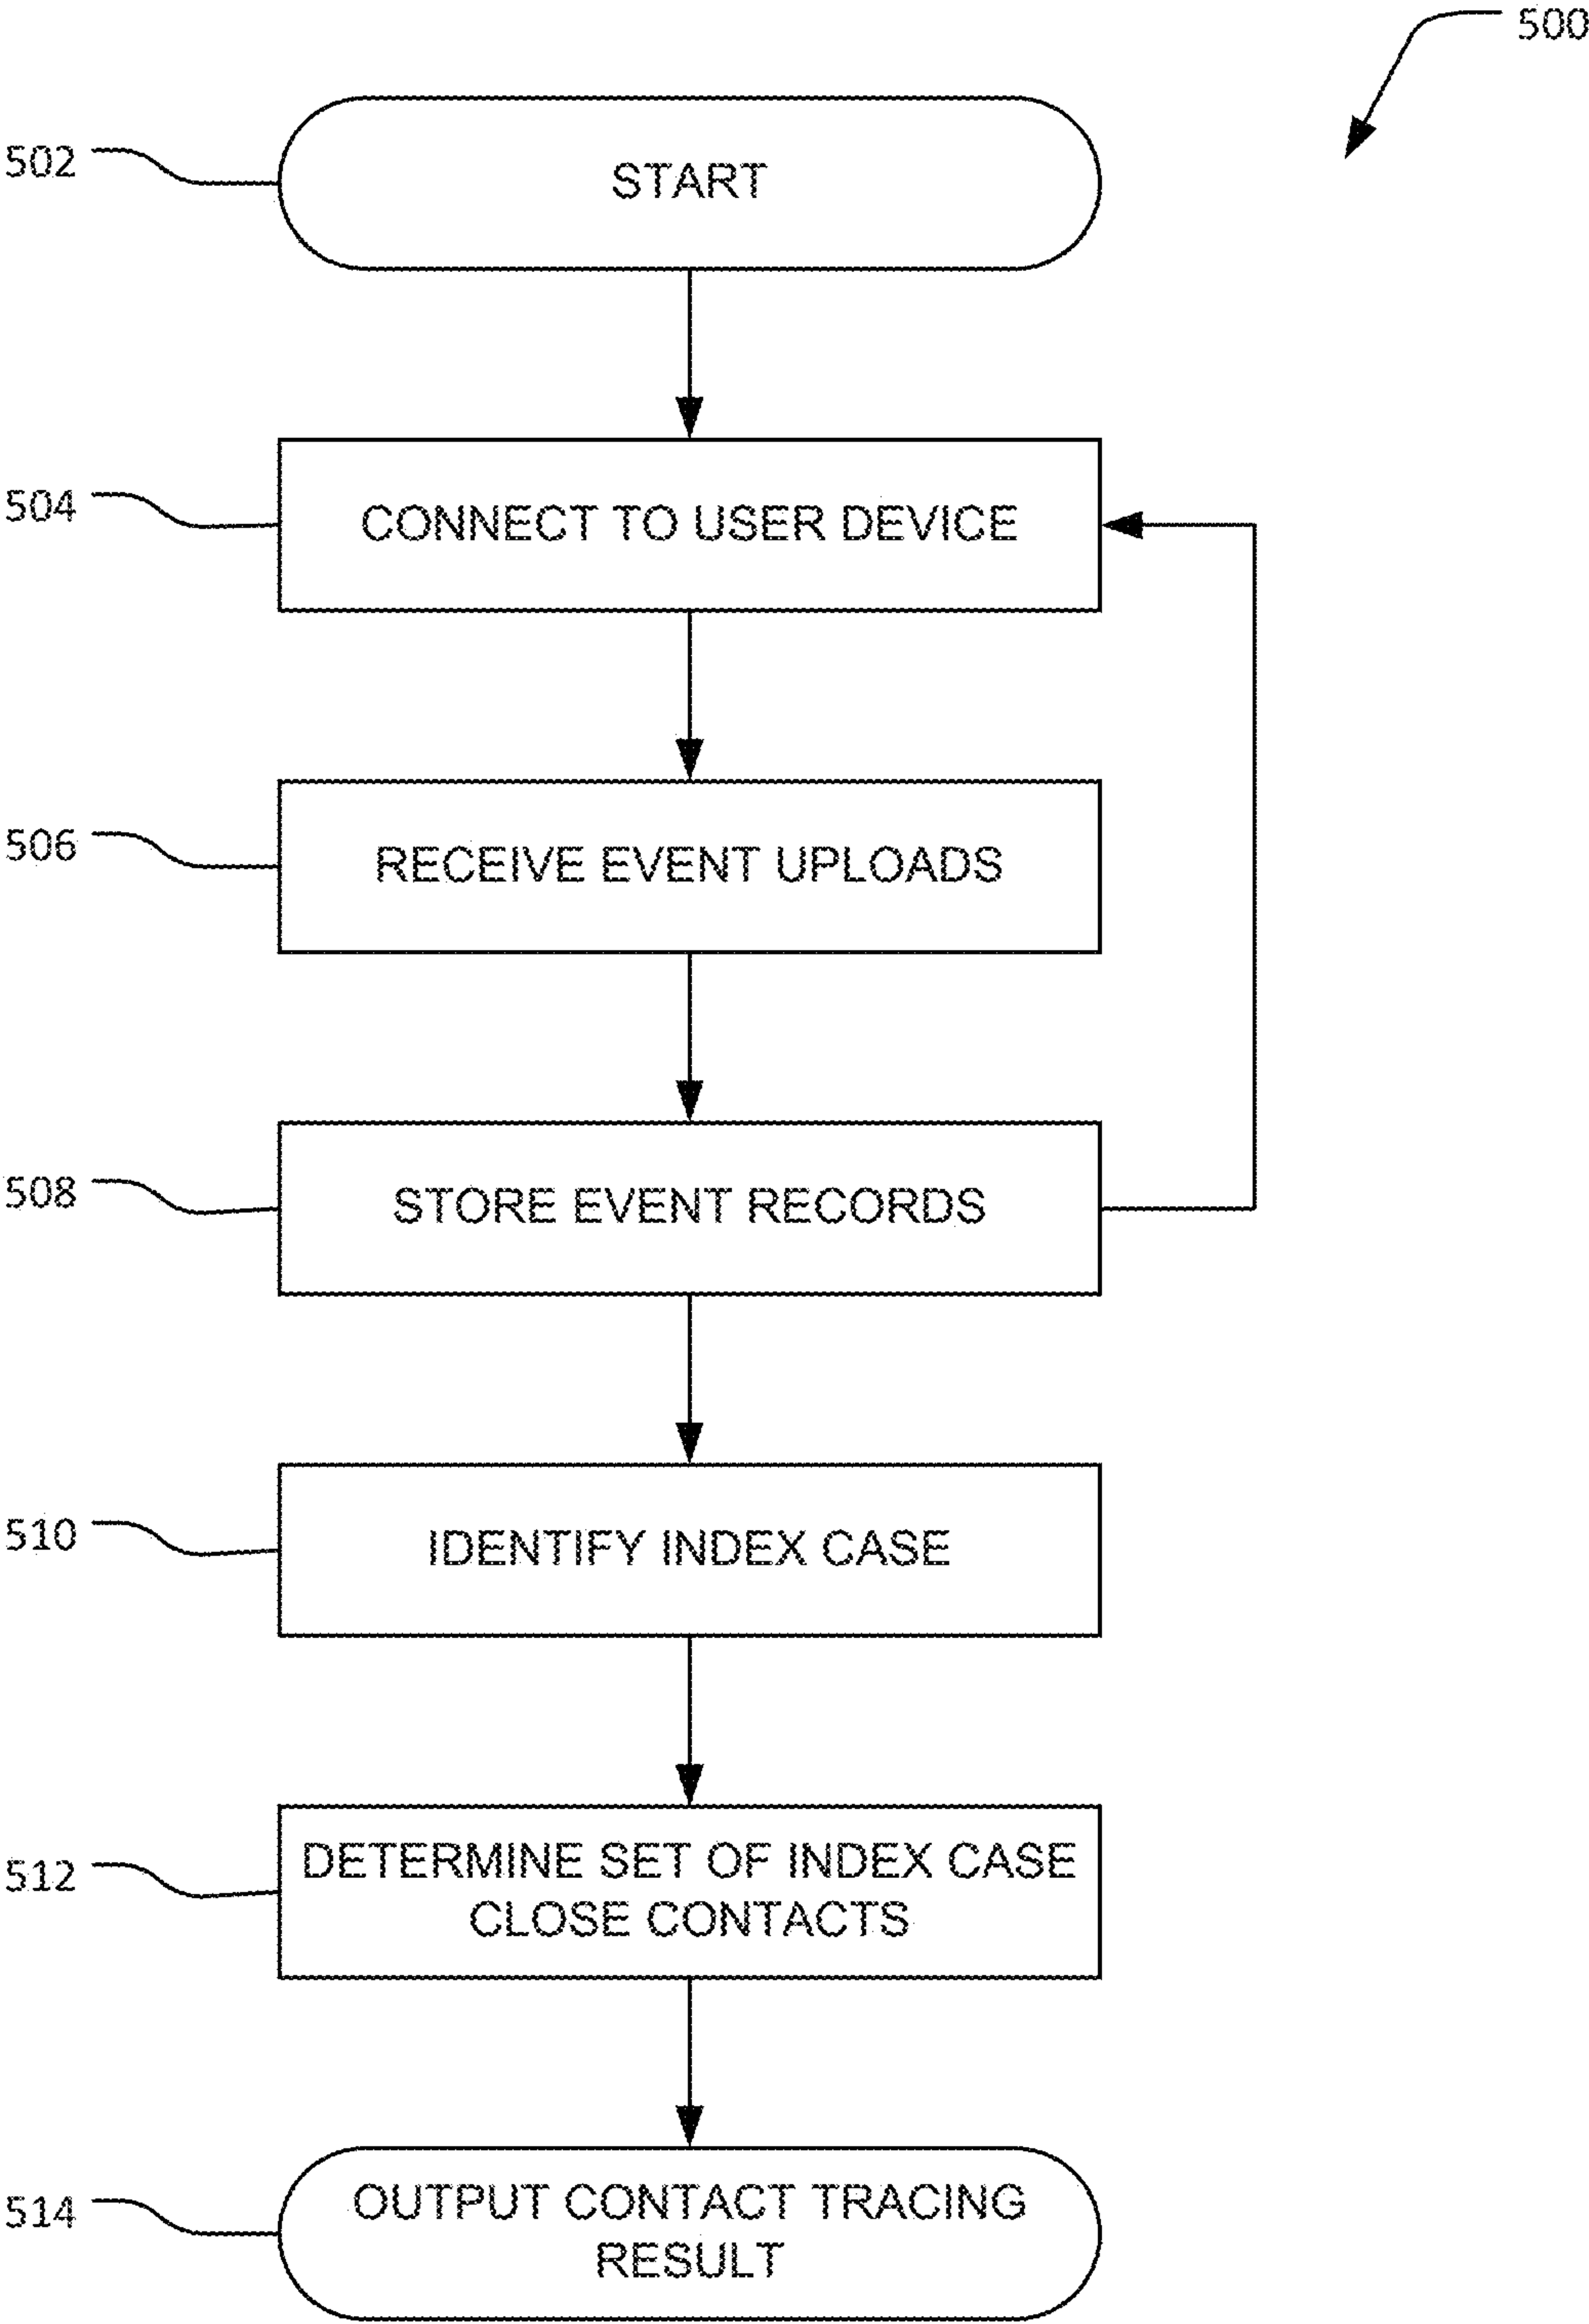 500
502
START
504
CONNECT TO USER DEVICE
506
RECEIVE EVENT UPLOADS
508
STORE EVENT RECORDS
510
IDENTIFY INDEX CASE
512
DETERMINE SET OF INDEX CASE
CLOSE CONTACTS
514
OUTPUT CONTACT TRACING
RESULT